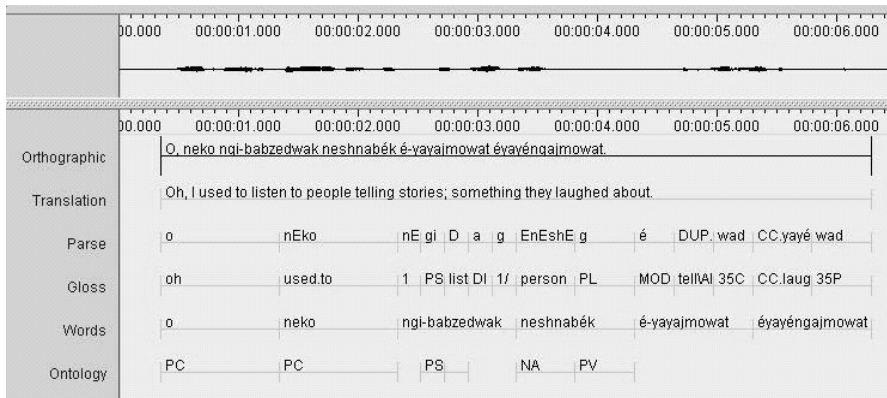 00.000 00:00:01.000 00:00:02.000 00:00:03.000 00:00:04.000 00:00:05.000 00:00:06.000
00.000 00:00:01.000 00:00:02.000 00:00:03.000 00:00:04.000 00:00:05.000 00:00:06.000
Orthographic O, neko ngi-babzedwak neshnabék é-yayajmowat éyayéngajmowat.
Translation Oh, I used to listen to people telling stories; something they laughed about.
Parse o nEko nE gi D a g EnEshE g é DUP. wad CC.yayé wad
Gloss oh used.to 1 PS list DI 1/ person PL MOD tell\AI 35C CC.laug 35P
Words o neko ngi-babzedwak neshnabék é-yayajmowat éyayéngajmowat
Ontology PC PC PS NA PV